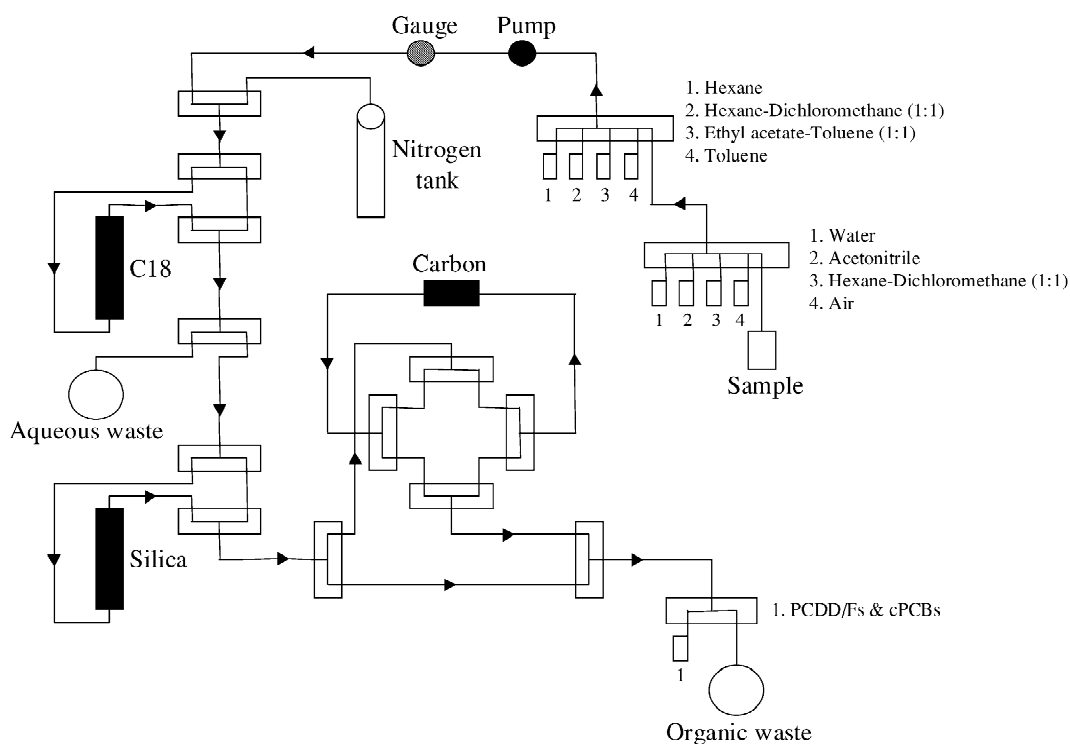 Gauge
Pump
1. Hexane
2. Hexane-Dichloromethane (1:1)
3. Ethyl acetate-Toluene (1:1)
4. Toluene
Nitrogen
tank
1 2 3 4
1. Water
2. Acetonitrile
3. Hexane-Dichloromethane (1:1)
4. Air
C18
Carbon
1 2 3 4
Sample
Aqueous waste
Silica
1. PCDD/Fs & cPCBs
1
Organic waste